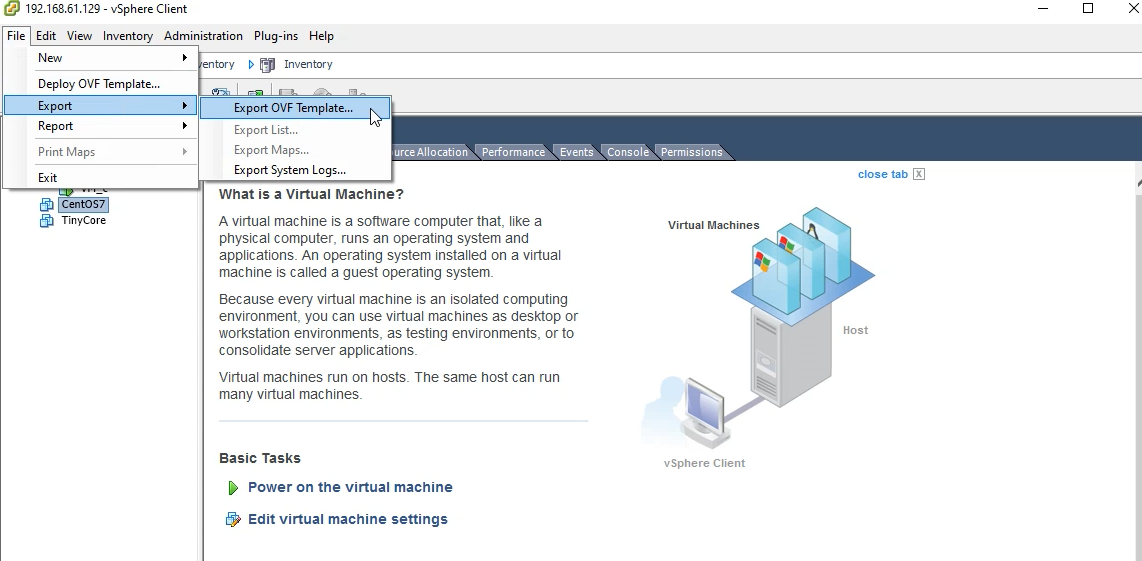 192.168.61.129 - vSphere Client
File Edit View Inventory Administration Plug-ins Help
New
Deploy OVF Template...
Export
Report
Print Maps
Exit
Inventory
Export OVF Template...
Export List...
Export Maps...
Export System Logs...
CentOS7
TinyCore
Performance Events Console Permissions
close tab X
What is a Virtual Machine?
A virtual machine is a software computer that, like a
physical computer, runs an operating system and
applications. An operating system installed on a virtual
machine is called a guest operating system.
Because every virtual machine is an isolated computing
environment, you can use virtual machines as desktop or
workstation environments, as testing environments, or to
consolidate server applications.
Virtual machines run on hosts. The same host can run
many virtual machines.
Basic Tasks
Power on the virtual machine
Edit virtual machine settings
Virtual Machines
Host
vSphere Client